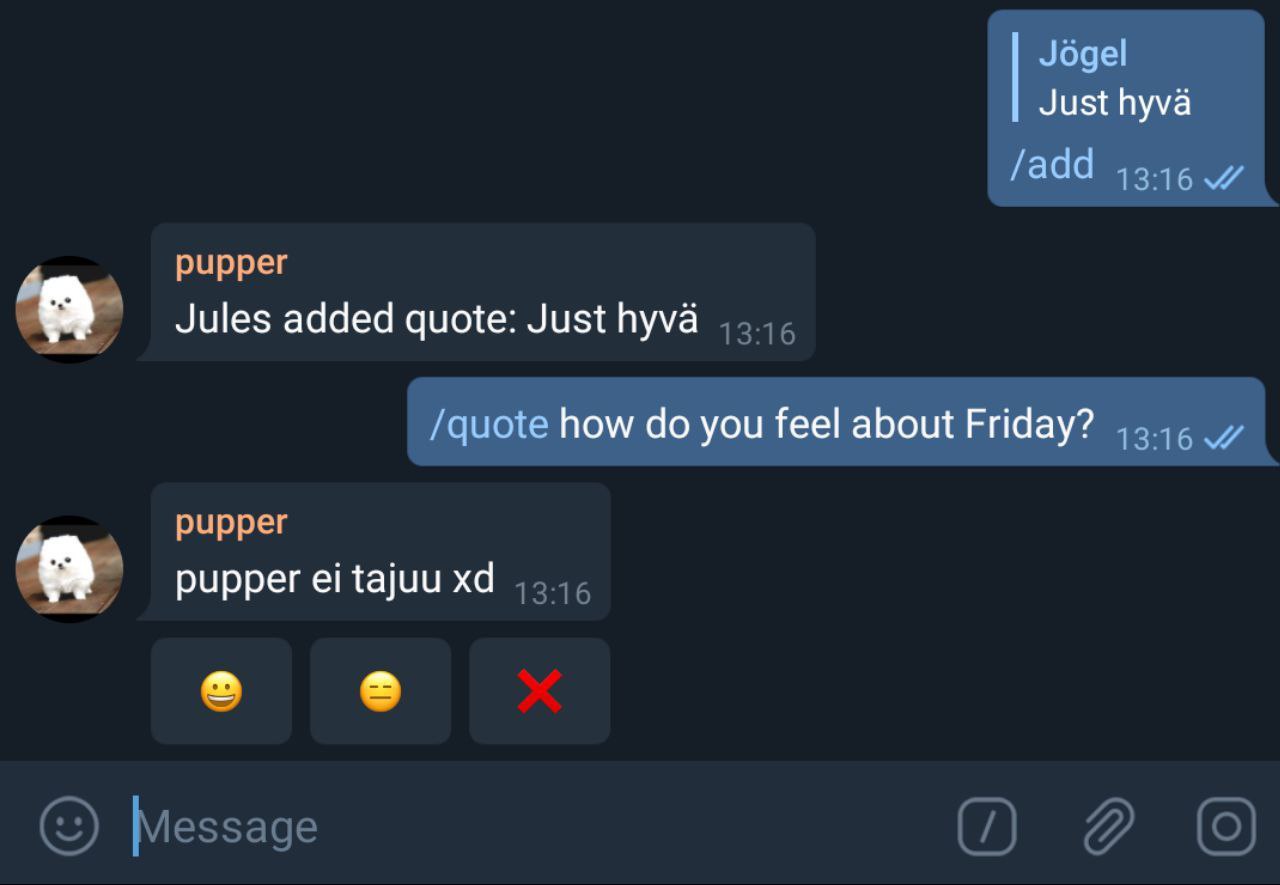 Jögel
Just hyvä
/add 13:16
pupper
Jules added quote: Just hyvä 13:16
/quote how do you feel about Friday? 13:16
pupper
pupper ei tajuu xd 13:16
Message